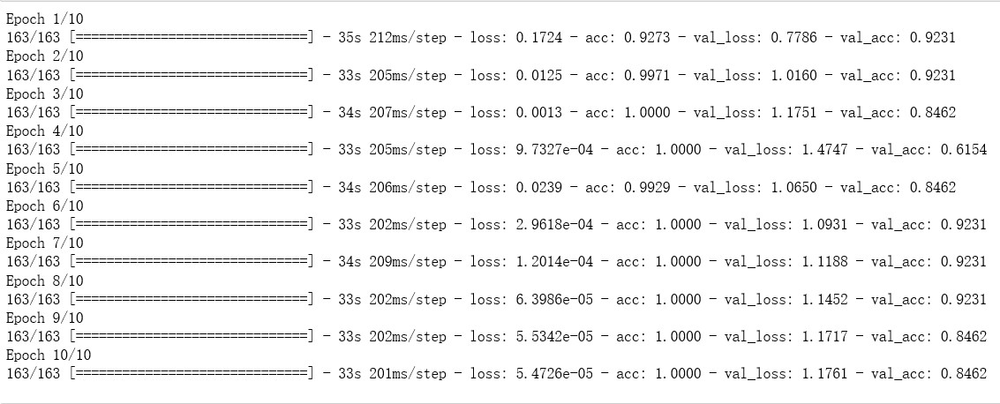 Epoch 1/10
163/163 [==============================] - 35s 212ms/step - loss: 0.1724 - acc: 0.9273 - val_loss: 0.7786 - val_acc: 0.9231
Epoch 2/10
163/163 [==============================] - 33s 205ms/step - loss: 0.0125 - acc: 0.9971 - val_loss: 1.0160 - val_acc: 0.9231
Epoch 3/10
163/163 [==============================] - 34s 207ms/step - loss: 0.0013 - acc: 1.0000 - val_loss: 1.1751 - val_acc: 0.8462
Epoch 4/10
163/163 [==============================] - 33s 205ms/step - loss: 9.7327e-04 - acc: 1.0000 - val_loss: 1.4747 - val_acc: 0.6154
Epoch 5/10
163/163 [==============================] - 34s 206ms/step - loss: 0.0239 - acc: 0.9929 - val_loss: 1.0650 - val_acc: 0.8462
Epoch 6/10
163/163 [==============================] - 33s 202ms/step - loss: 2.9618e-04 - acc: 1.0000 - val_loss: 1.0931 - val_acc: 0.9231
Epoch 7/10
163/163 [==============================] - 34s 209ms/step - loss: 1.2014e-04 - acc: 1.0000 - val_loss: 1.1188 - val_acc: 0.9231
Epoch 8/10
163/163 [==============================] - 33s 202ms/step - loss: 6.3986e-05 - acc: 1.0000 - val_loss: 1.1452 - val_acc: 0.9231
Epoch 9/10
163/163 [==============================] - 33s 202ms/step - loss: 5.5342e-05 - acc: 1.0000 - val_loss: 1.1717 - val_acc: 0.8462
Epoch 10/10
163/163 [==============================] - 33s 201ms/step - loss: 5.4726e-05 - acc: 1.0000 - val_loss: 1.1761 - val_acc: 0.8462